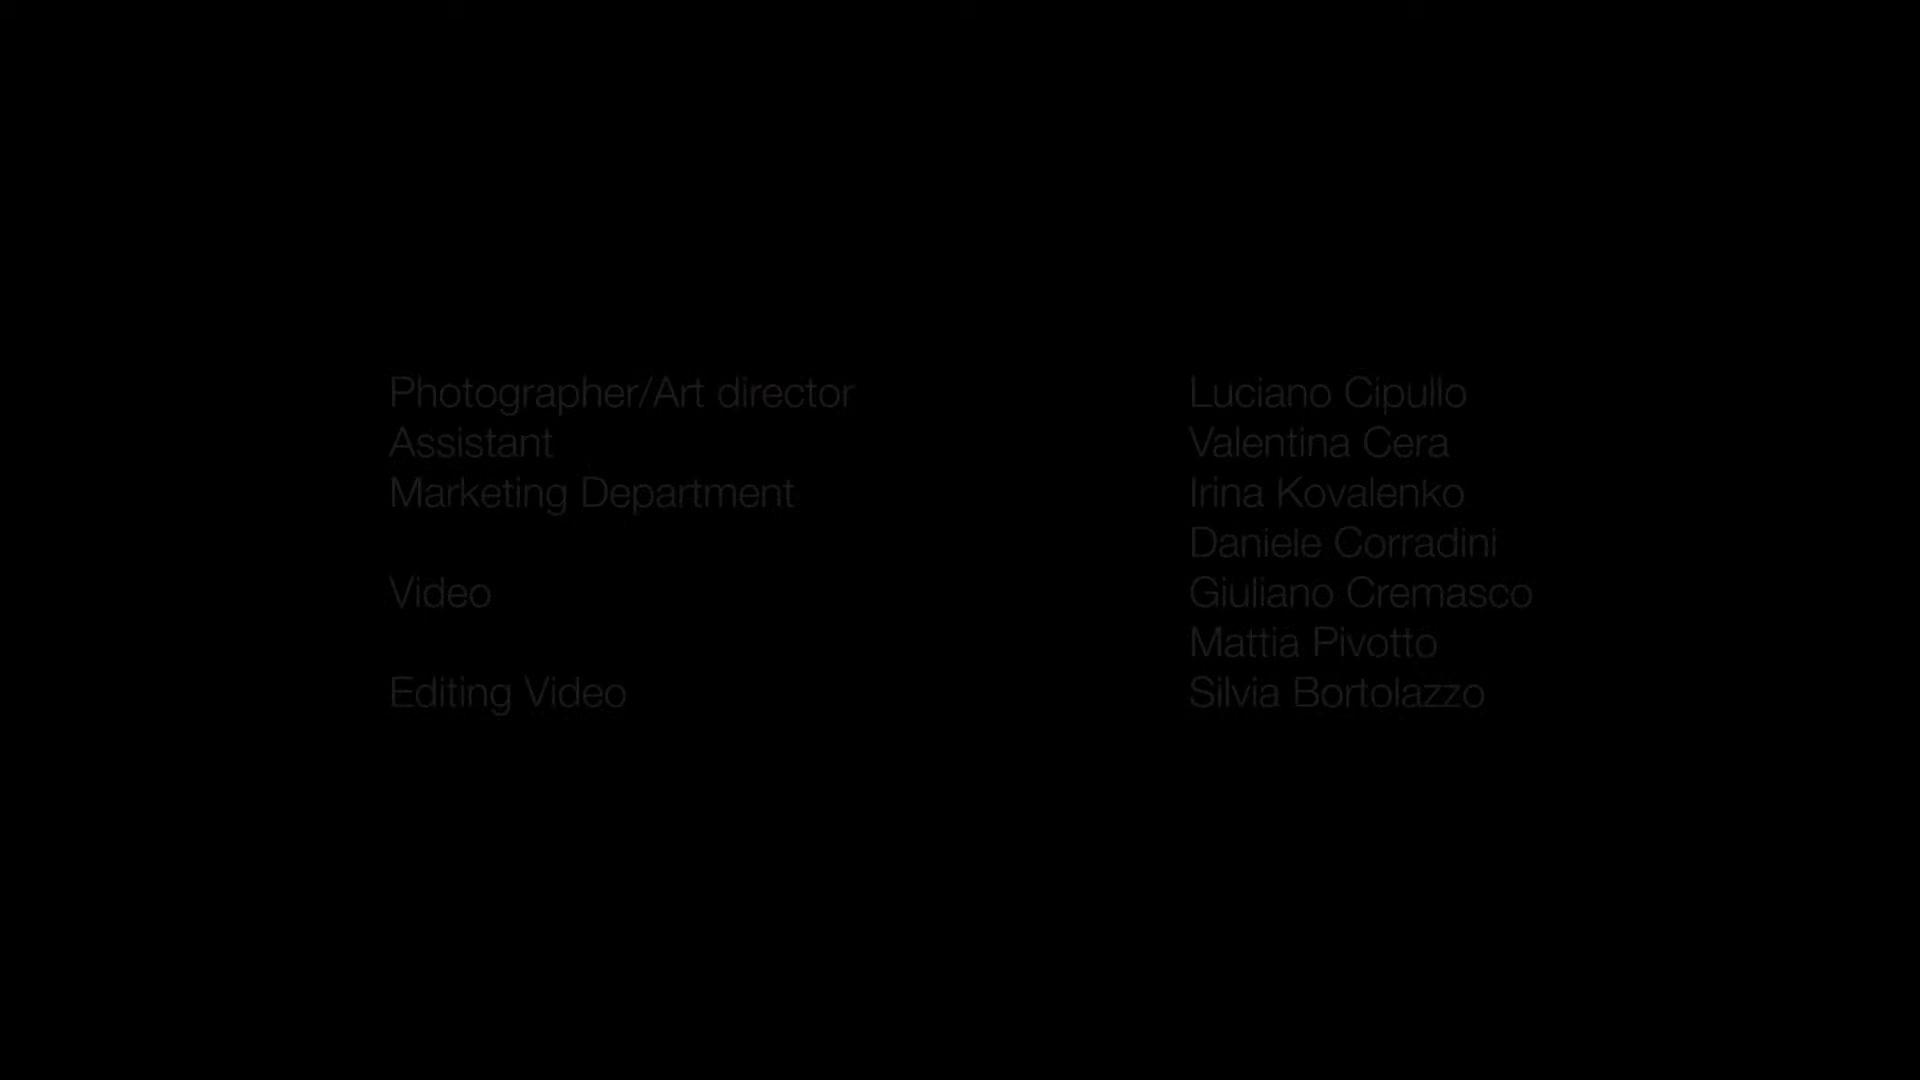 Photographer/Art director Luciano Cipullo
Assistant Valentina Cera
Marketing Department Irina Kovalenko
Daniele Corradini
Video Giuliano Cremasco
Mattia Pivotto
Editing Video Silvia Bortolazzo